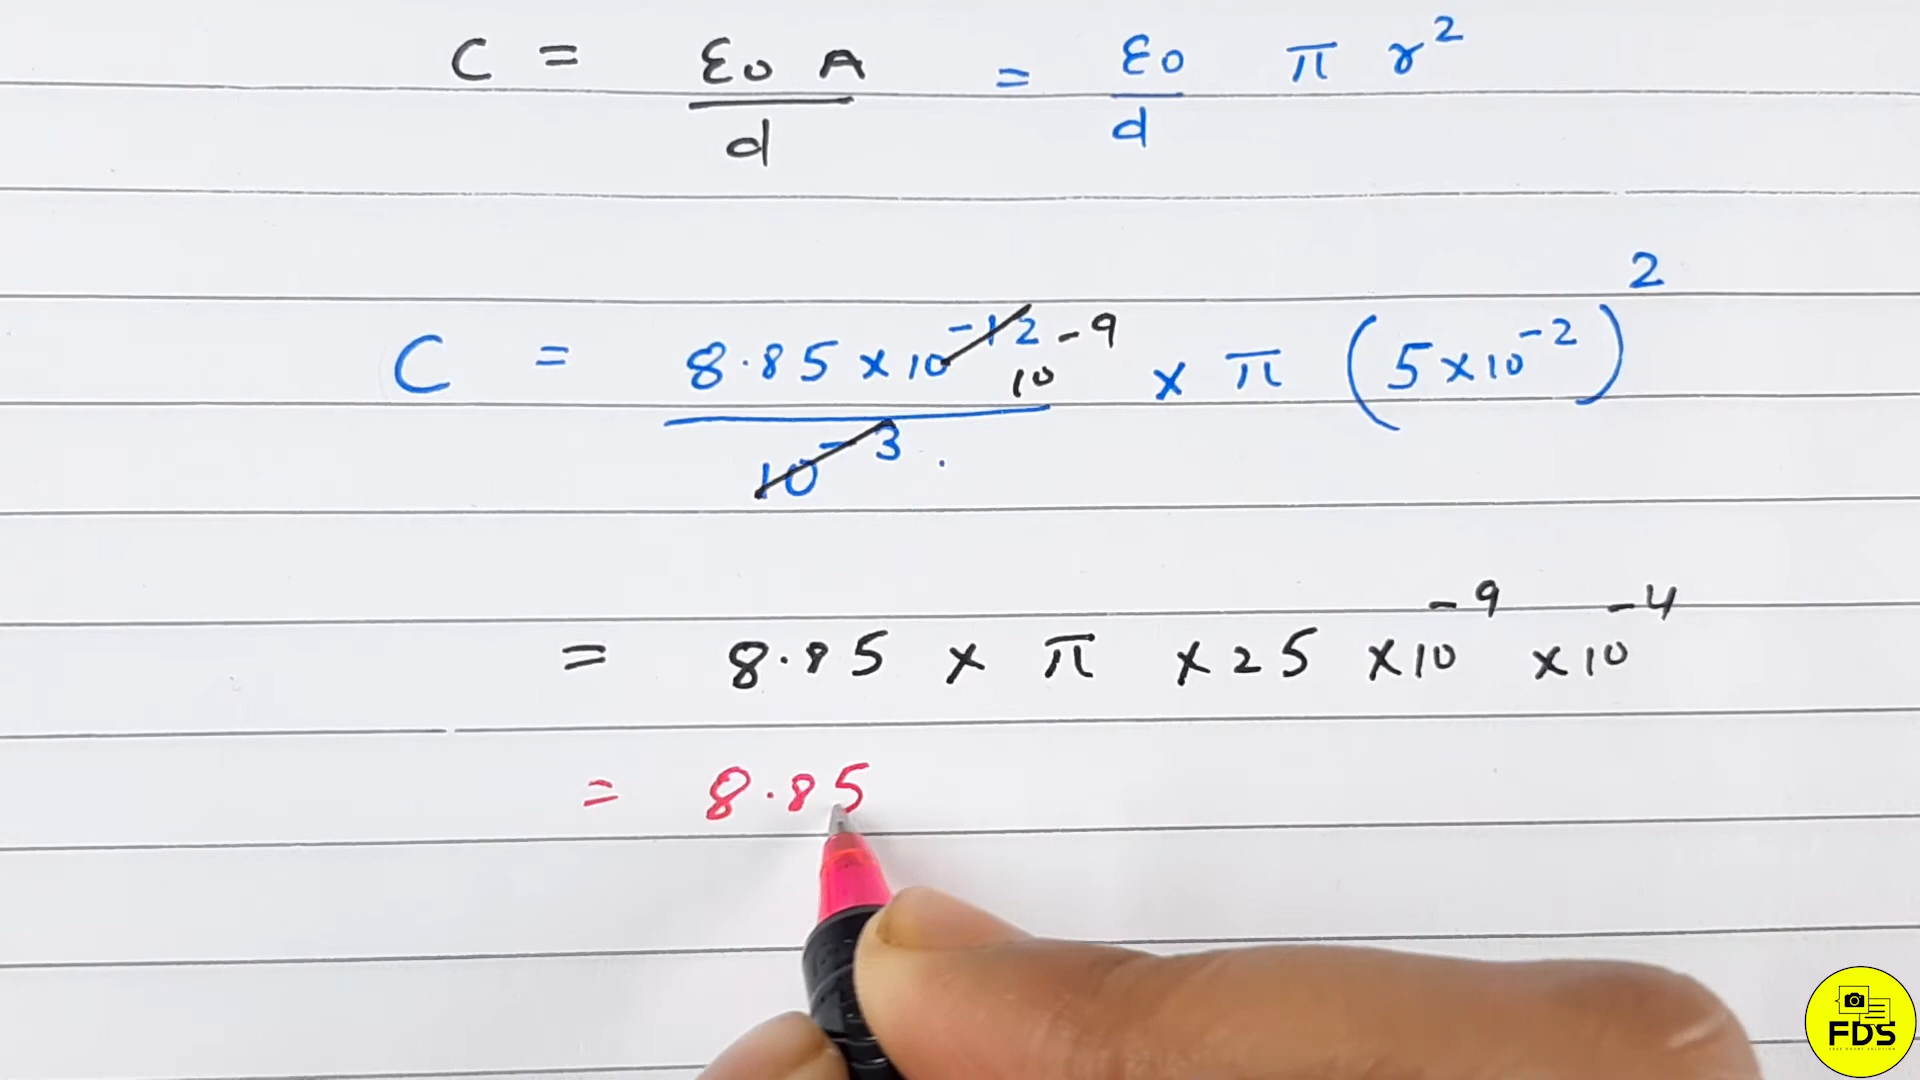 C = ε₀ A / d = ε₀ / d π r²
C = 8.85 × 10⁻¹² 10⁻⁹ / 10⁻³ . × π (5 × 10⁻²)²
= 8.85 × π × 25 × 10⁻⁹ × 10⁻⁴
= 8.85
FDS